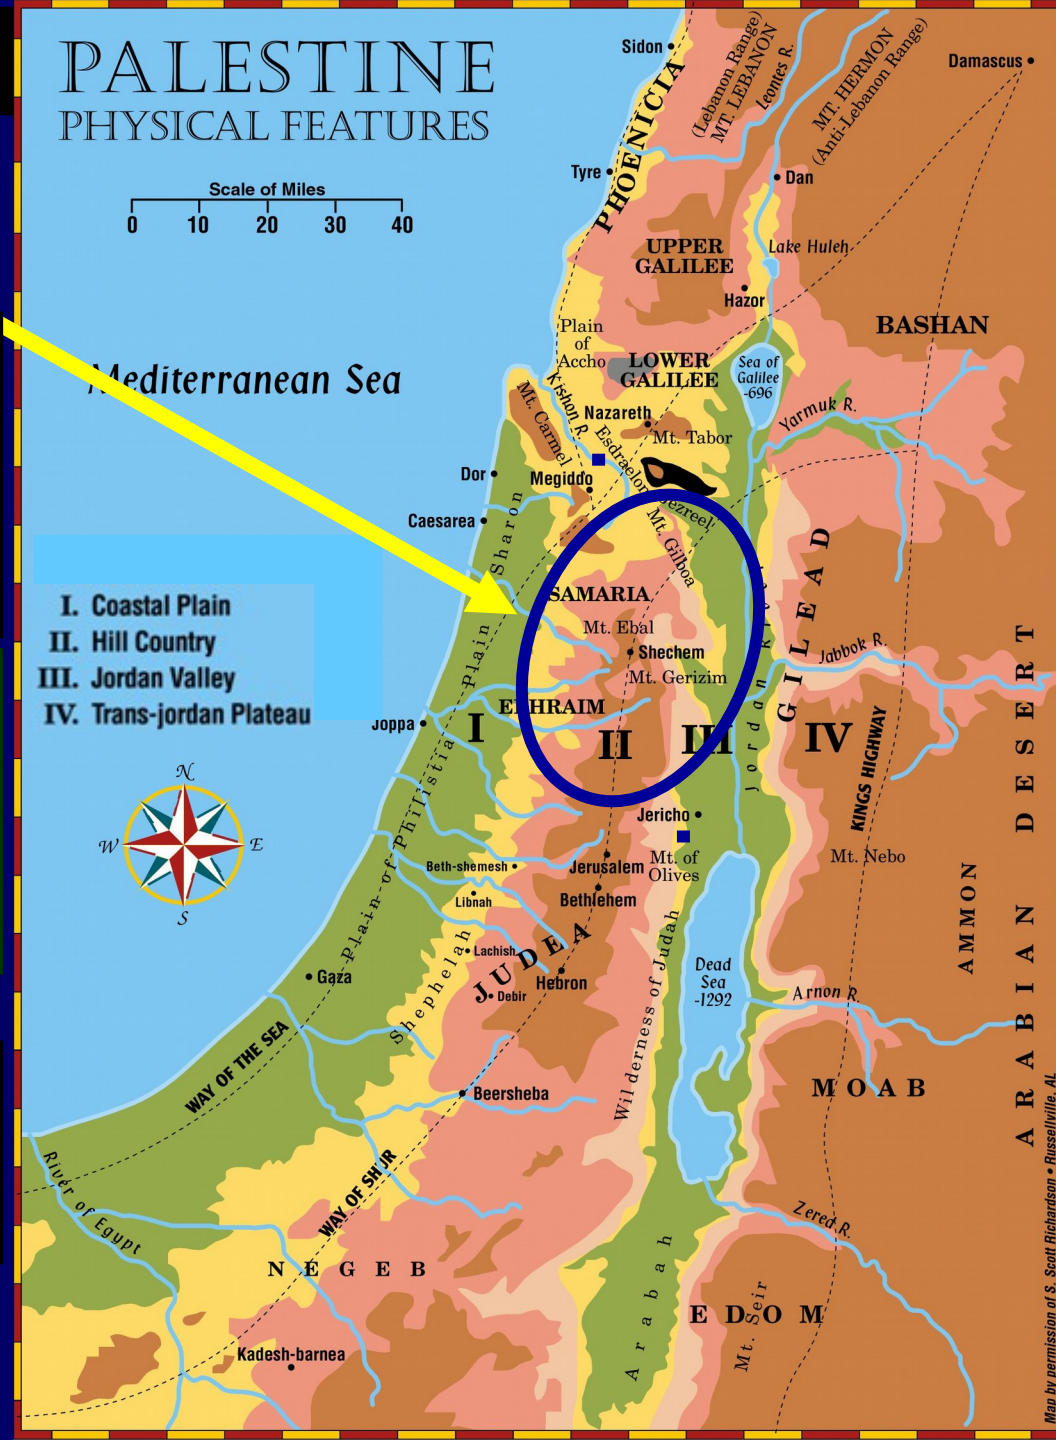 PALESTINE
PHYSICAL FEATURES
Scale of Miles
0 10 20 30 40
Sidon
Damascus
PHOENICIA
(Lebanon Range)
MT. LEBANON
Leontes R.
MT. HERMON
(Anti-Lebanon Range)
Tyre
Dan
UPPER
GALILEE
Lake Huleh
Hazor
BASHAN
Plain
of
Accho
LOWER
GALILEE
Sea of
Galilee
-696
Mediterranean Sea
Mt. Carmel
Kishon R.
Nazareth
Mt. Tabor
Yarmuk R.
Esdraelon
Dor
Megiddo
Jezreel
Caesarea
Sharon
Mt. Gilboa
GILEAD
I. Coastal Plain
II. Hill Country
III. Jordan Valley
IV. Trans-jordan Plateau
SAMARIA
Mt. Ebal
Shechem
Mt. Gerizim
Jabbok R.
Plain
EPHRAIM
Joppa
I
II
III
IV
Jordan River
KINGS HIGHWAY
ARABIAN DESERT
N
W
E
S
Plain of Philistia
Jericho
Beth-shemesh
Jerusalem
Mt. of
Olives
Mt. Nebo
Libnah
Bethlehem
AMMON
Lachish
JUDEA
Shephelah
Gaza
Debir
Hebron
Dead
Sea
-1292
Arnon R.
Wilderness of Judah
WAY OF THE SEA
Beersheba
MOAB
WAY OF SHUR
River of Egypt
Zered R.
NEGEB
Arabah
EDOM
Mt. Seir
Kadesh-barnea
Map by permission of S. Scott Richardson • Russellville, AL